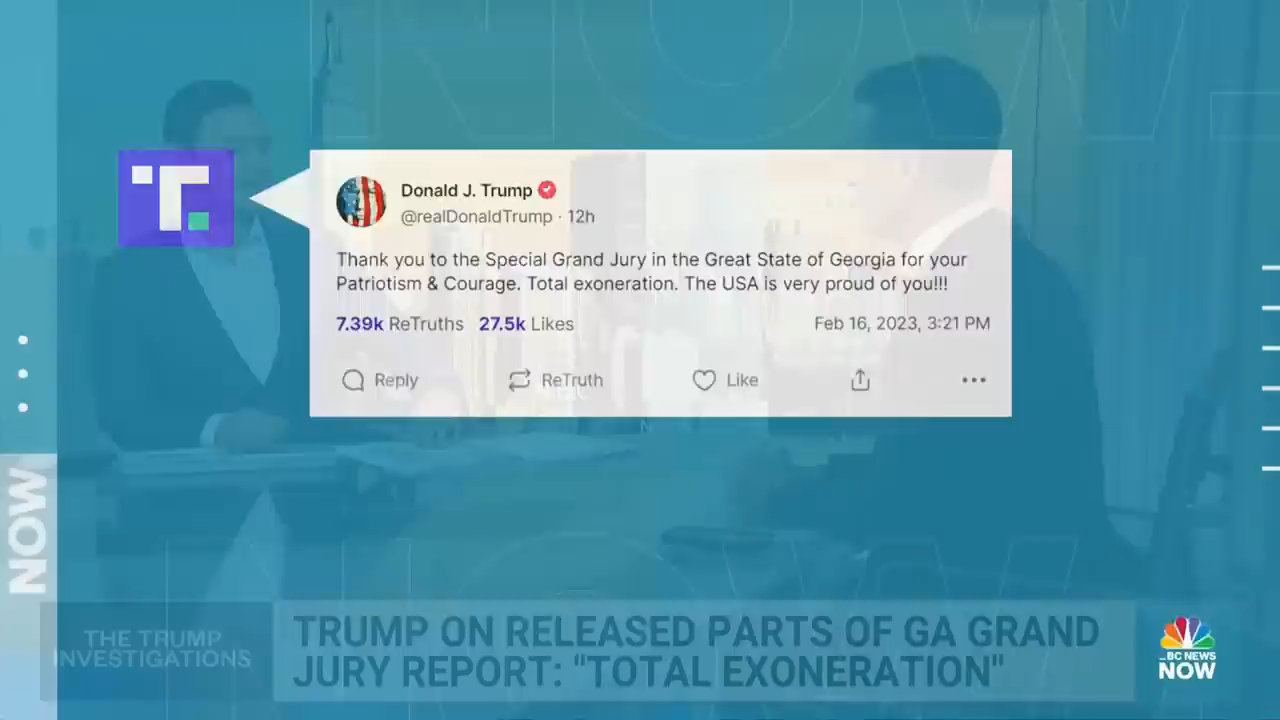 Donald J. Trump
@realDonaldTrump · 12h
Thank you to the Special Grand Jury in the Great State of Georgia for your
Patriotism & Courage. Total exoneration. The USA is very proud of you!!!
7.39k ReTruths 27.5k Likes
Feb 16, 2023, 3:21 PM
Reply
ReTruth
Like
NOW
THE TRUMP
INVESTIGATIONS
TRUMP ON RELEASED PARTS OF GA GRAND
JURY REPORT: "TOTAL EXONERATION"
BC NEWS
NOW